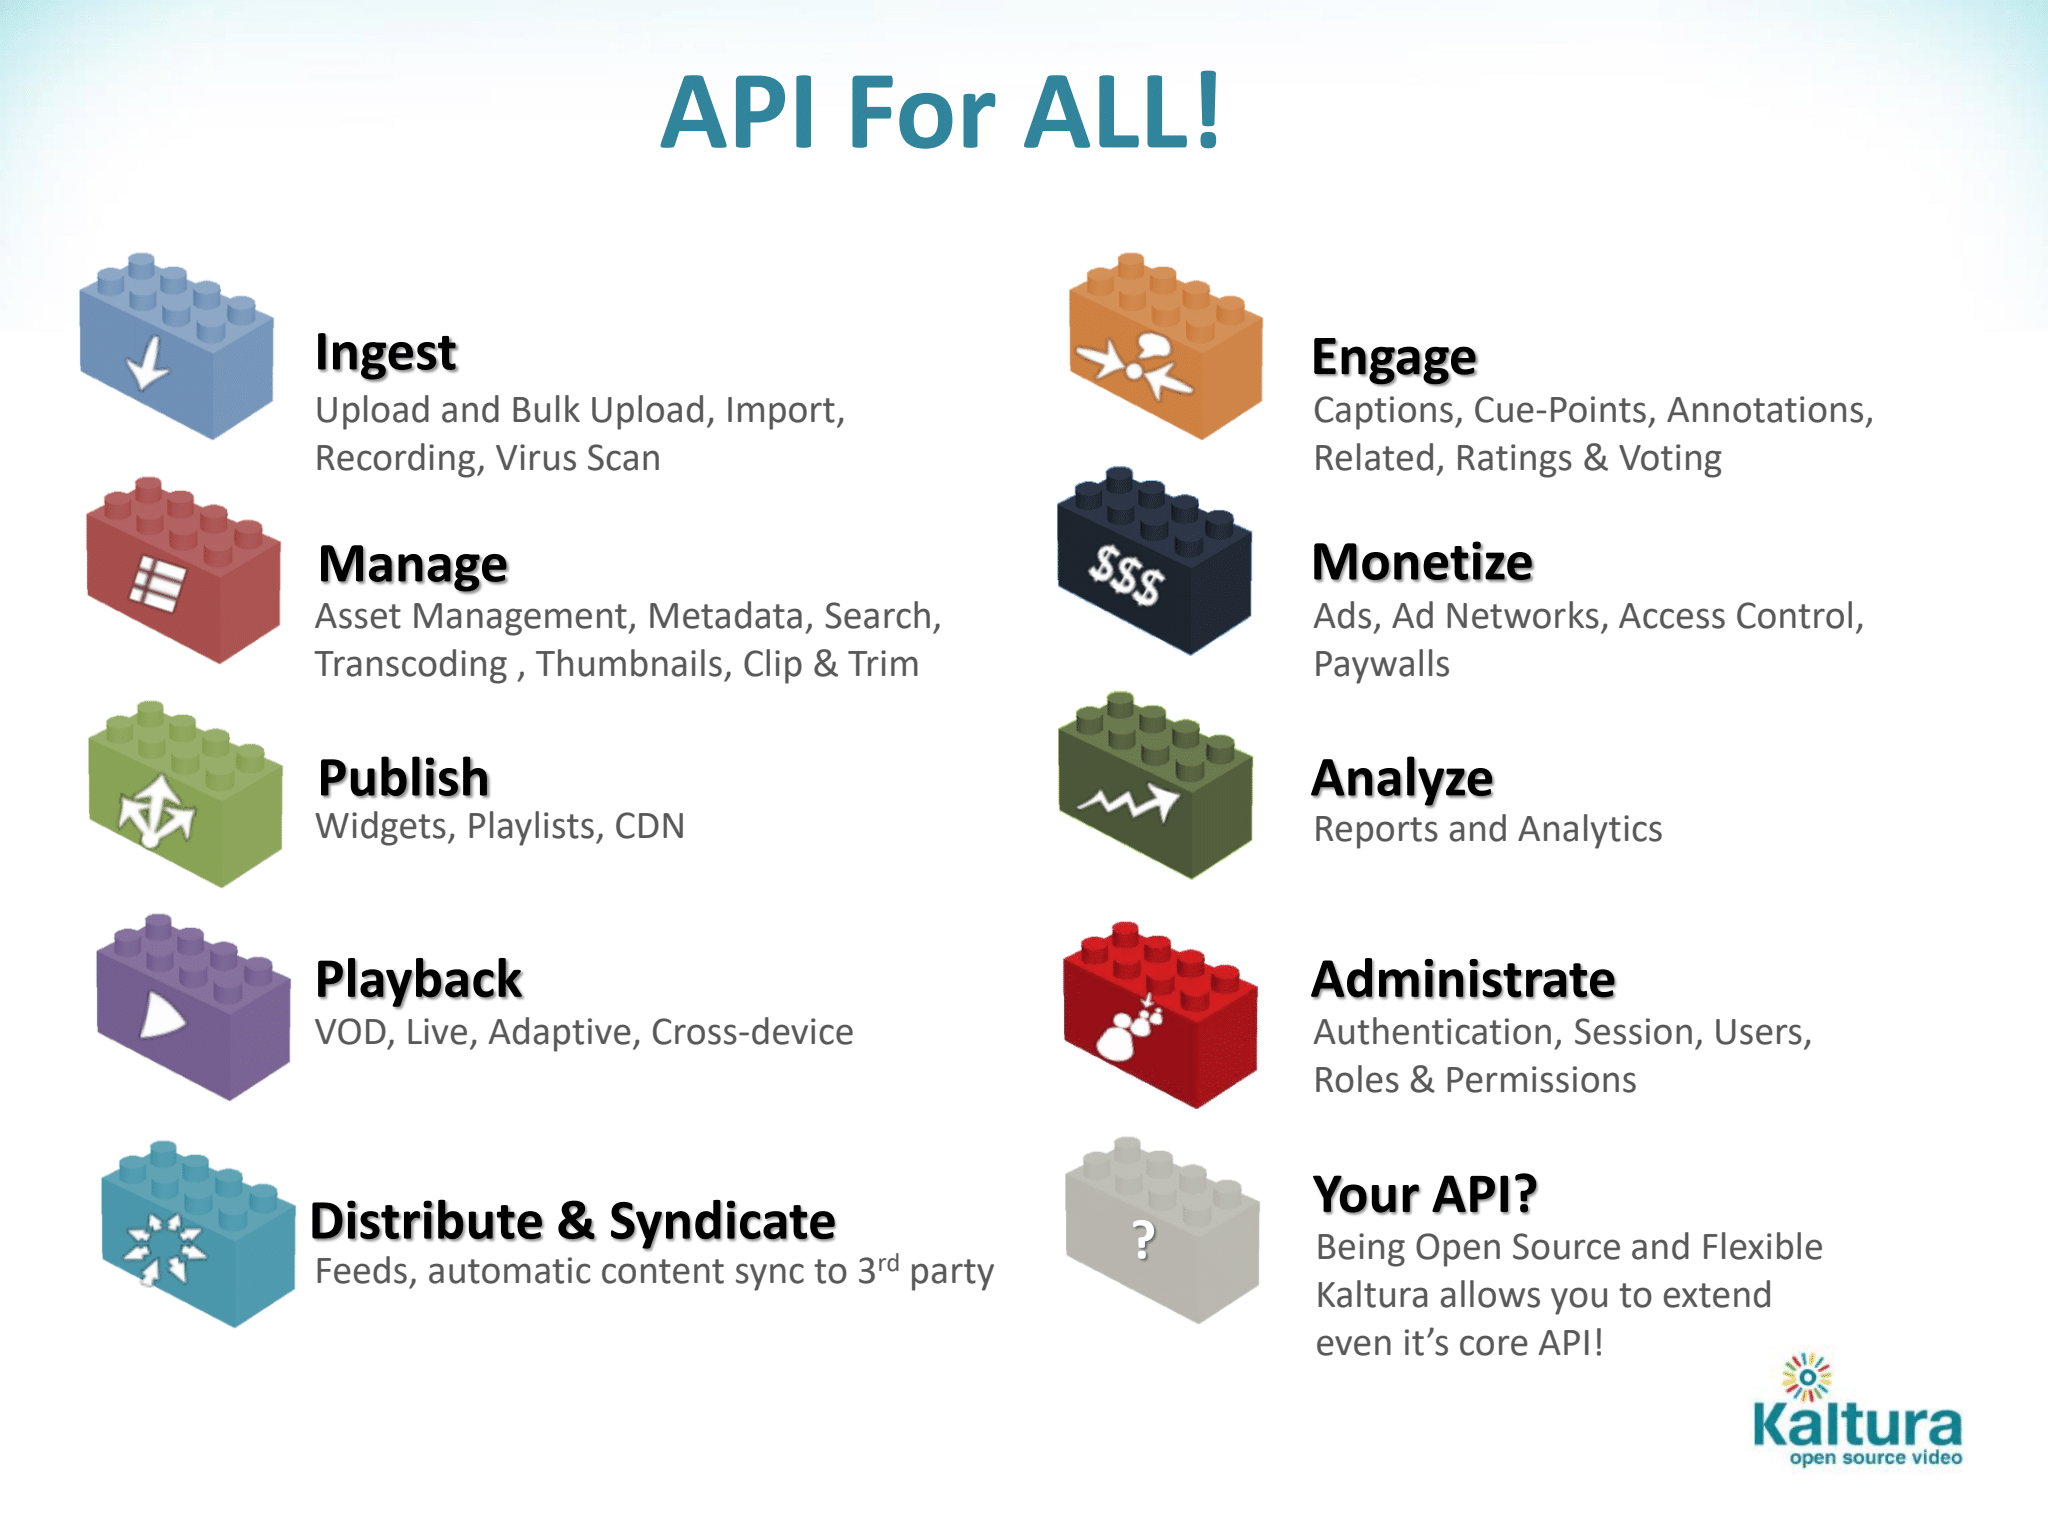 API For ALL!
Ingest
Upload and Bulk Upload, Import,
Recording, Virus Scan
Manage
Asset Management, Metadata, Search,
Transcoding , Thumbnails, Clip & Trim
Publish
Widgets, Playlists, CDN
Playback
VOD, Live, Adaptive, Cross-device
Distribute & Syndicate
Feeds, automatic content sync to 3rd party
Engage
Captions, Cue-Points, Annotations,
Related, Ratings & Voting
$$$
Monetize
Ads, Ad Networks, Access Control,
Paywalls
Analyze
Reports and Analytics
Administrate
Authentication, Session, Users,
Roles & Permissions
?
Your API?
Being Open Source and Flexible
Kaltura allows you to extend
even it’s core API!
Kaltura
open source video